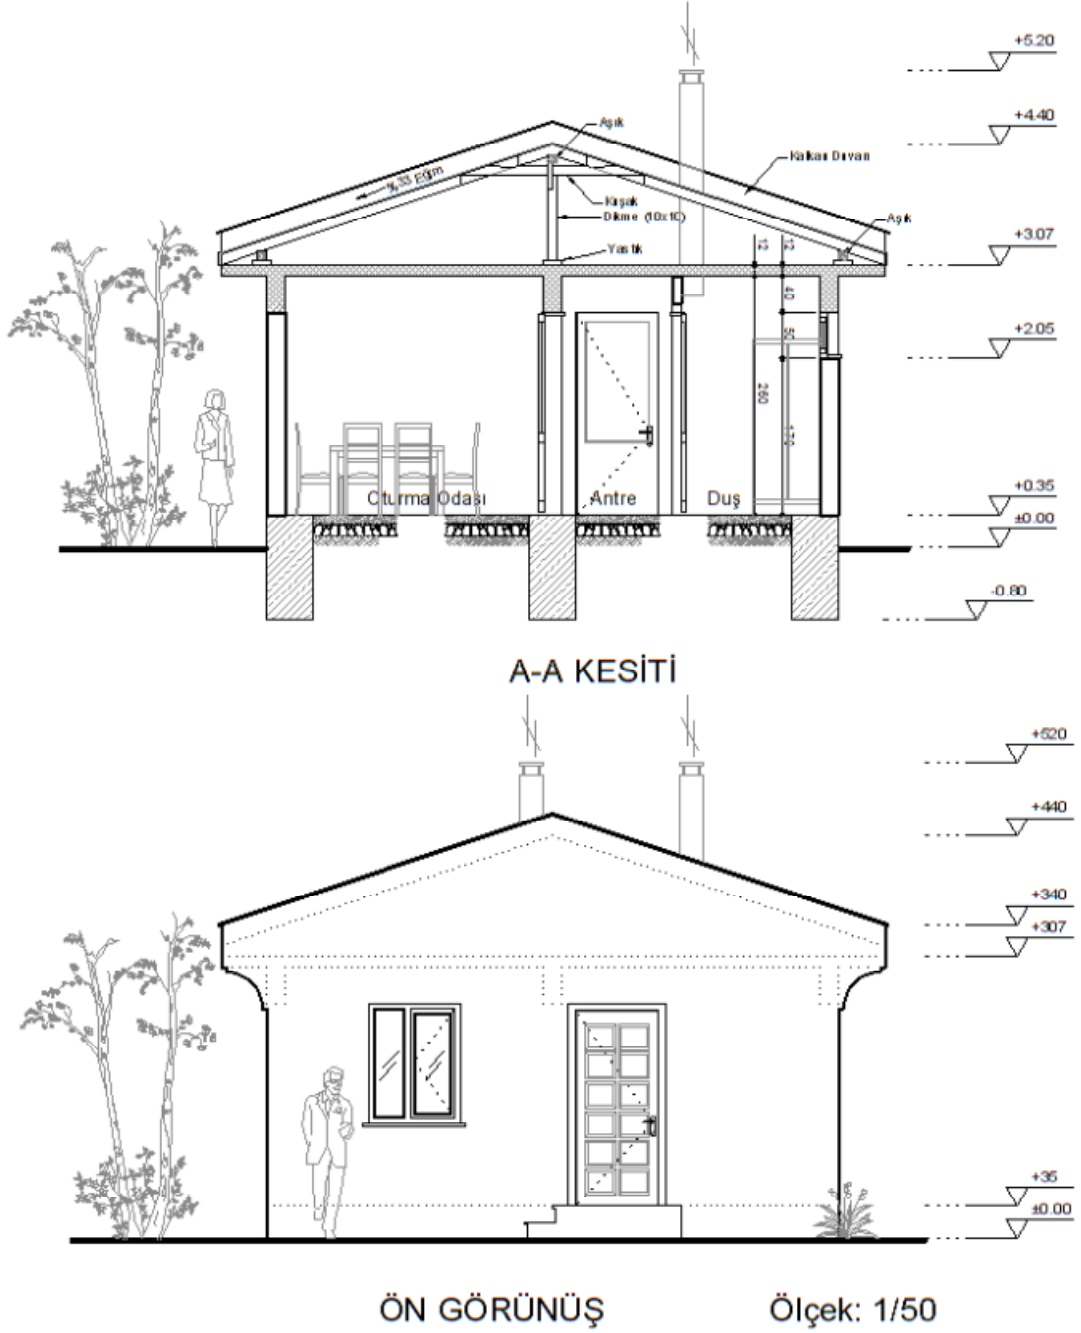 +5.20
+4.40
Aşık
Kalkan Duvarı
%33 Eğim
Kuşak
Dikme (10x10)
Aşık
Yastık
+3.07
12
12
40
50
+2.05
260
170
Oturma Odası
Antre
Duş
+0.35
±0.00
-0.80
A-A KESİTİ
+520
+440
+340
+307
+35
±0.00
ÖN GÖRÜNÜŞ
Ölçek: 1/50